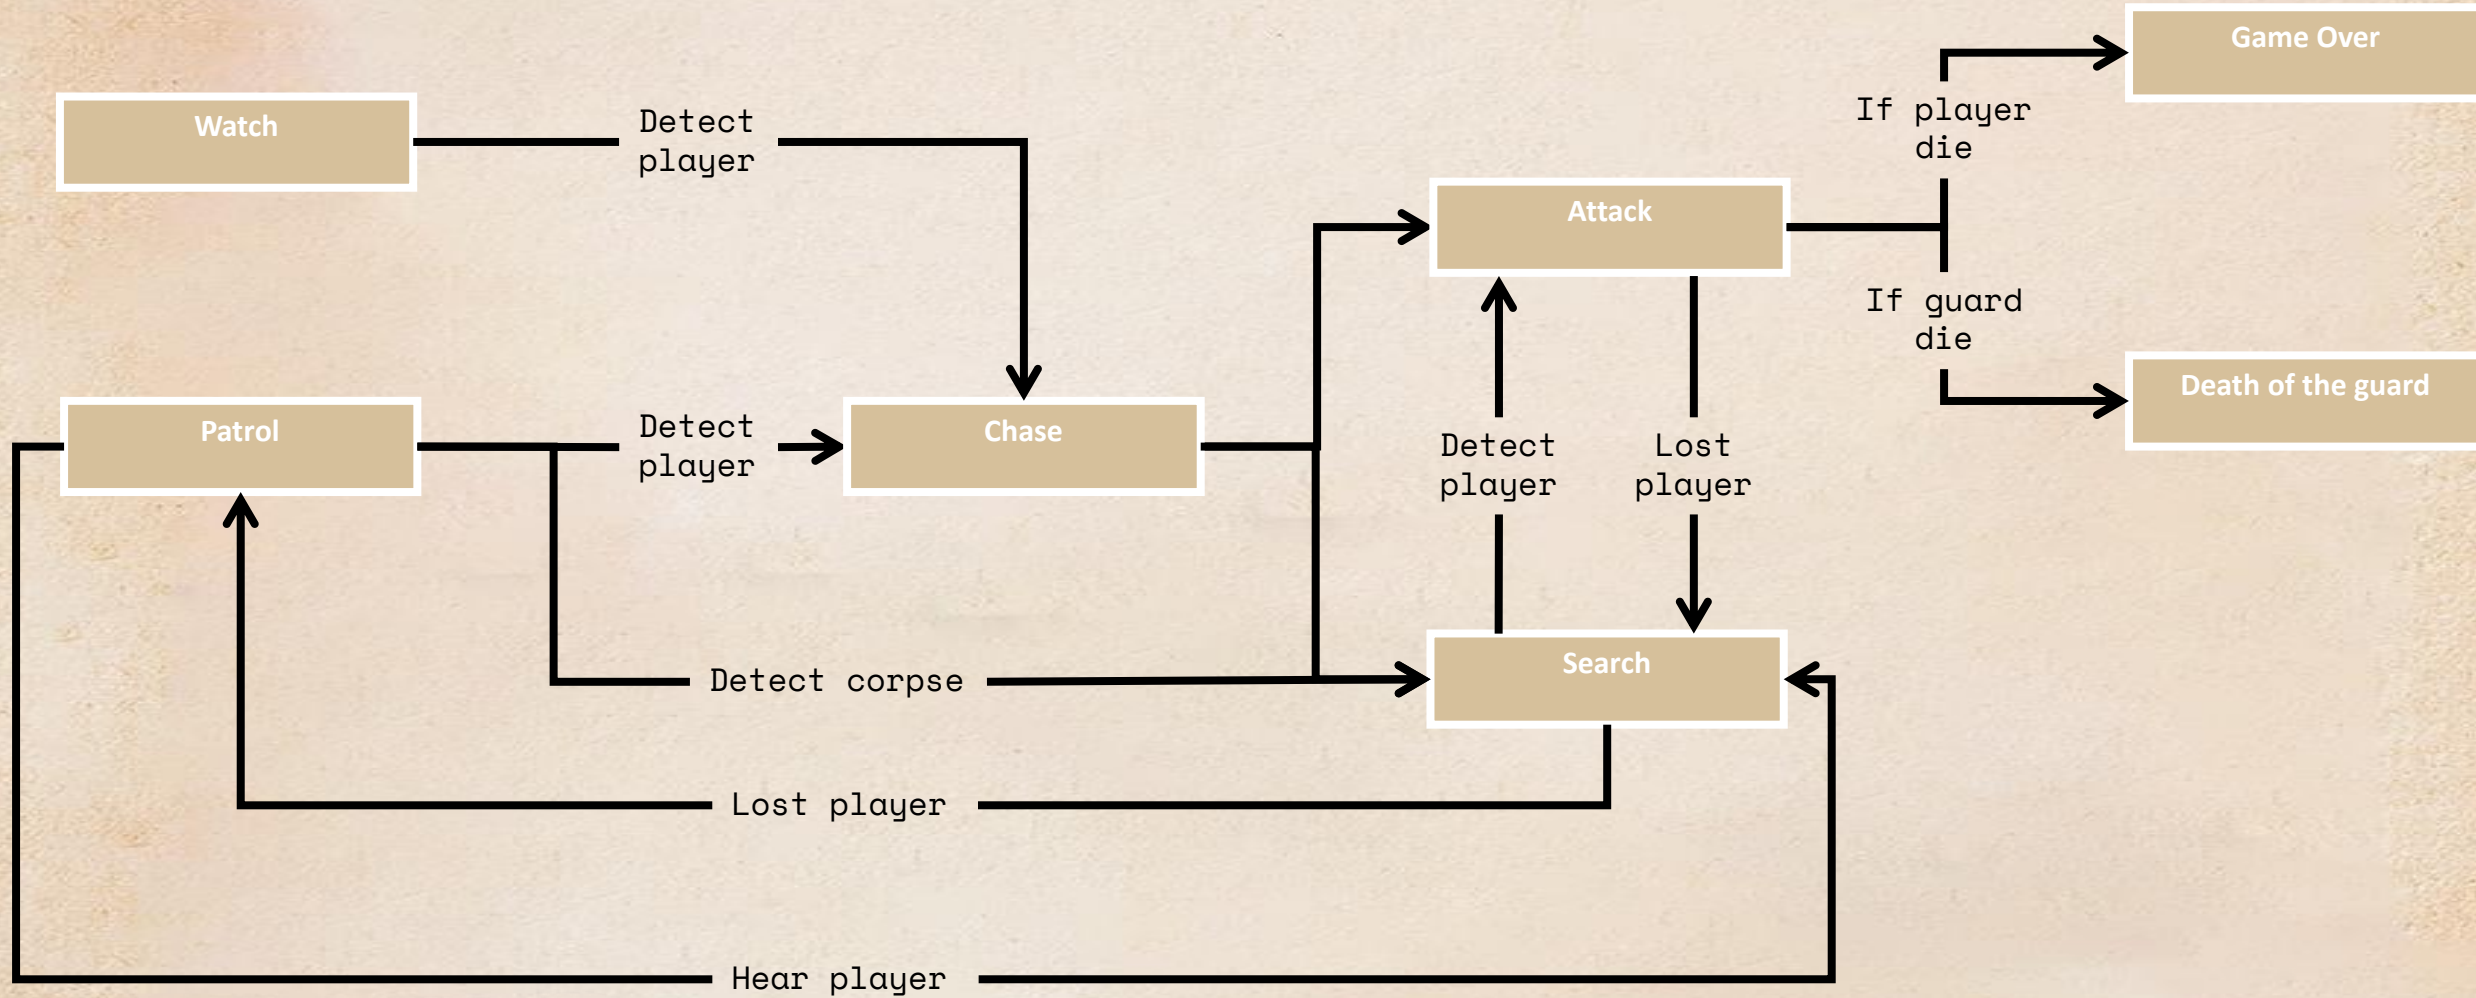 Game Over
If player
die
Watch
Detect
player
Attack
If guard
die
Death of the guard
Patrol
Detect
player
Chase
Detect
player
Lost
player
Search
Detect corpse
Lost player
Hear player